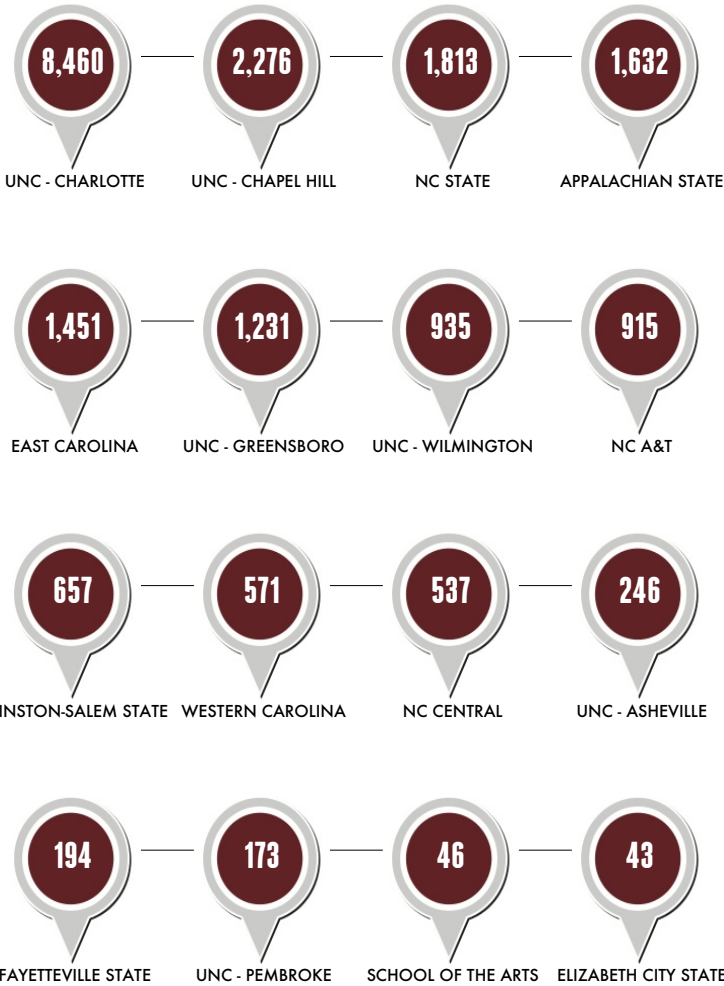 8,460 2,276 1,813 1,632
UNC - CHARLOTTE UNC - CHAPEL HILL NC STATE APPALACHIAN STATE
1,451 1,231 935 915
EAST CAROLINA UNC - GREENSBORO UNC - WILMINGTON NC A&T
657 571 537 246
INSTON-SALEM STATE WESTERN CAROLINA NC CENTRAL UNC - ASHEVILLE
194 173 46 43
FAYETTEVILLE STATE UNC - PEMBROKE SCHOOL OF THE ARTS ELIZABETH CITY STATE